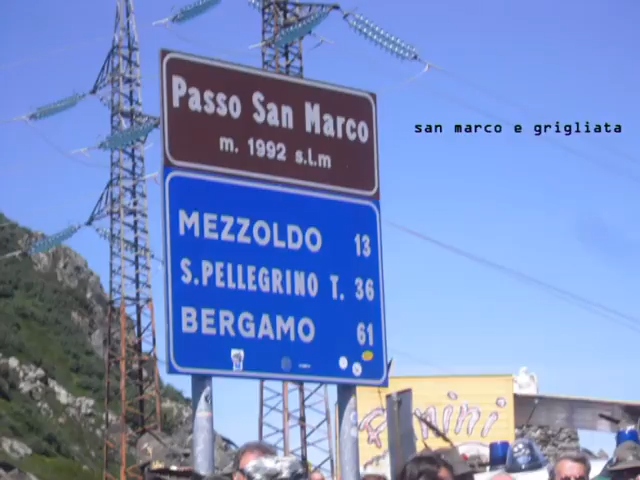 Passo San Marco
m. 1992 s.l.m
san marco e grigliata
MEZZOLDO 13
S.PELLEGRINO T. 36
BERGAMO 61